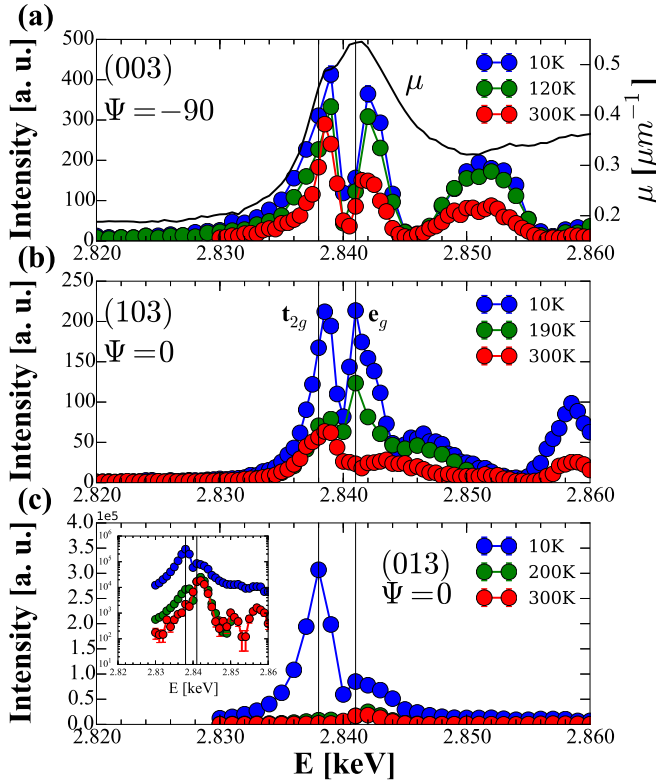 (a)
500
400
300
200
100
0
Intensity [a. u.]
(003)
Ψ = −90
μ
10K
120K
300K
0.5
0.4
0.3
0.2
μ [μm⁻¹]
2.820 2.830 2.840 2.850 2.860
(b)
250
200
150
100
50
0
Intensity [a. u.]
(103)
Ψ = 0
t2g
eg
10K
190K
300K
2.820 2.830 2.840 2.850 2.860
(c)
4.0
3.5
3.0
2.5
2.0
1.5
1.0
0.5
0.0
1e5
Intensity [a. u.]
10⁶
10⁵
10⁴
10³
10²
10¹
2.82 2.83 2.84 2.85 2.86
E [keV]
(013)
Ψ = 0
10K
200K
300K
2.820 2.830 2.840 2.850 2.860
E [keV]